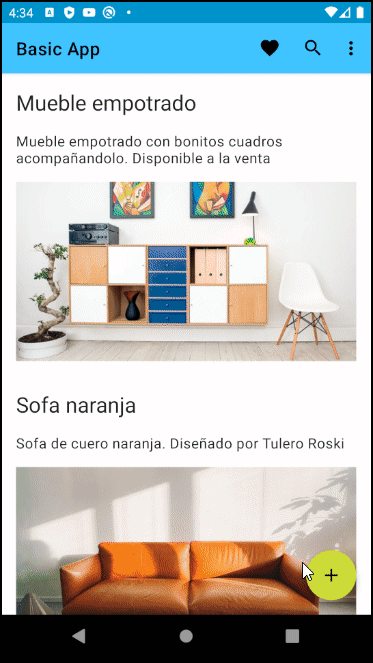 4:34
Basic App
Mueble empotrado
Mueble empotrado con bonitos cuadros
acompañandolo. Disponible a la venta
Sofa naranja
Sofa de cuero naranja. Diseñado por Tulero Roski